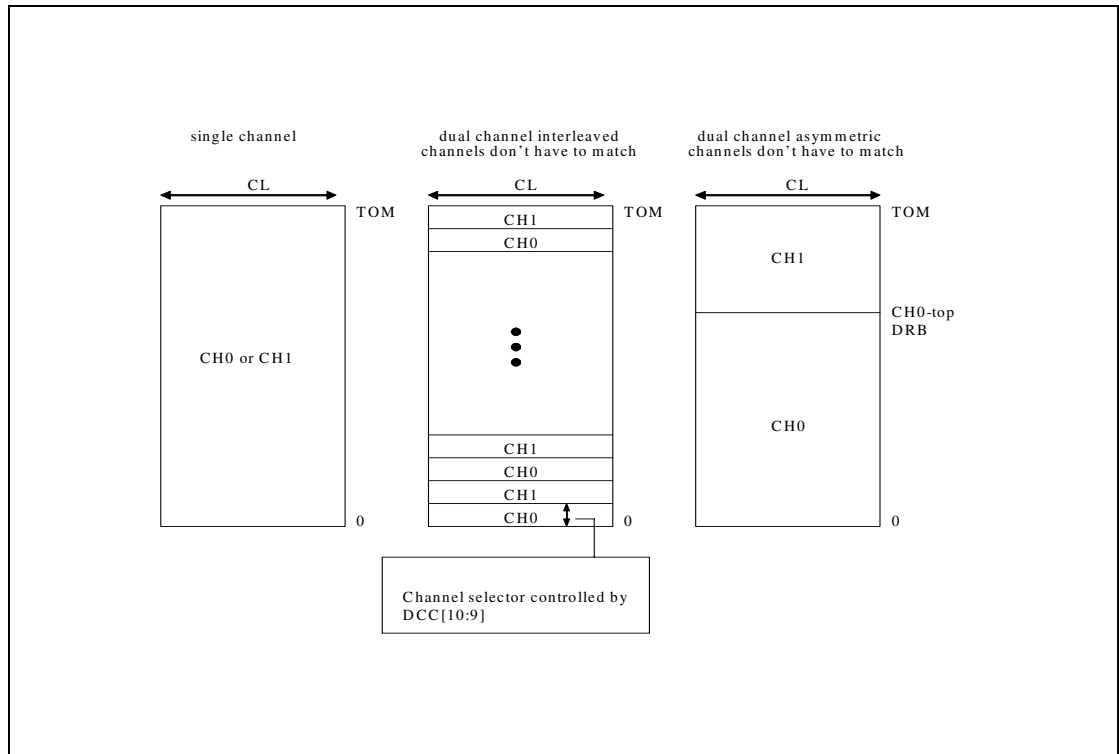 single channel
CL
TOM
CH0 or CH1
0
dual channel interleaved
channels don't have to match
CL
TOM
CH1
CH0
CH1
CH0
CH1
CH0
0
Channel selector controlled by
DCC[10:9]
dual channel asymmetric
channels don't have to match
CL
TOM
CH1
CH0-top
DRB
CH0
0